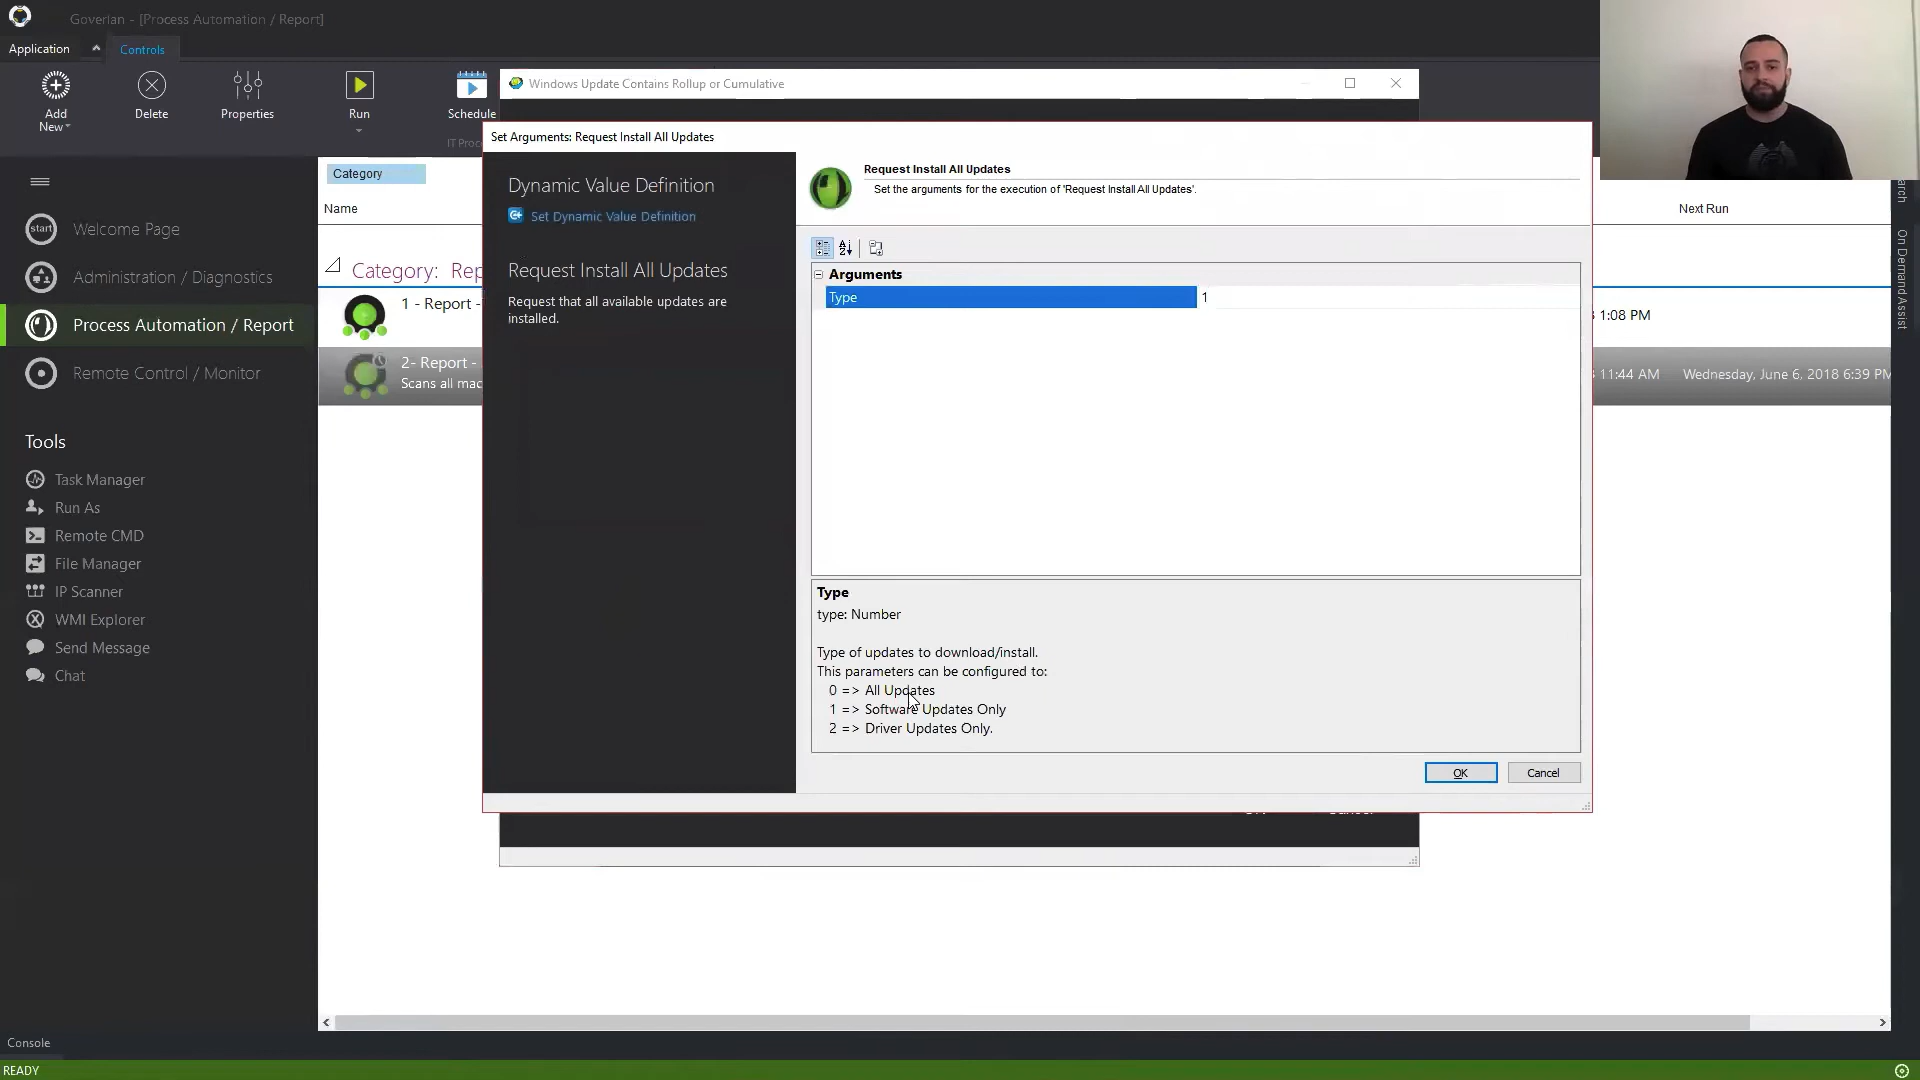 Goverlan - [Process Automation / Report]
Application
Controls
Add
New
Delete
Properties
Run
Schedule
Windows Update Contains Rollup or Cumulative
Set Arguments: Request Install All Updates
Dynamic Value Definition
Set Dynamic Value Definition
Request Install All Updates
Request that all available updates are
installed.
Request Install All Updates
Set the arguments for the execution of 'Request Install All Updates'.
Arguments
Type 1
Type
type: Number
Type of updates to download/install.
This parameters can be configured to:
0 => All Updates
1 => Software Updates Only
2 => Driver Updates Only.
OK
Cancel
start
Welcome Page
Administration / Diagnostics
Process Automation / Report
Remote Control / Monitor
Tools
Task Manager
Run As
Remote CMD
File Manager
IP Scanner
WMI Explorer
Send Message
Chat
Category
Name
Next Run
Category: Rep
1 - Report -
1:08 PM
2- Report -
Scans all mac
11:44 AM
Wednesday, June 6, 2018 6:39 PM
On Demand Assist
Console
READY